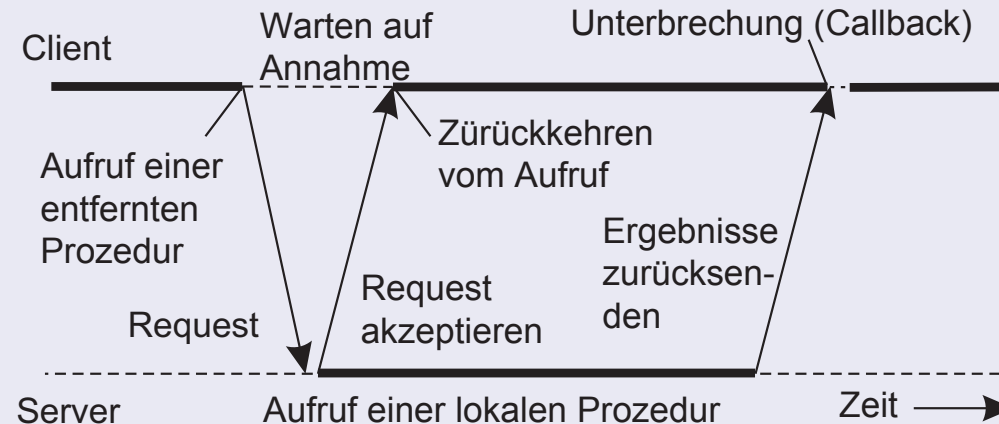 Client
Warten auf
Annahme
Unterbrechung (Callback)
Aufruf einer
entfernten
Prozedur
Zürückkehren
vom Aufruf
Request
Request
akzeptieren
Ergebnisse
zurücksen-
den
Server
Aufruf einer lokalen Prozedur
Zeit